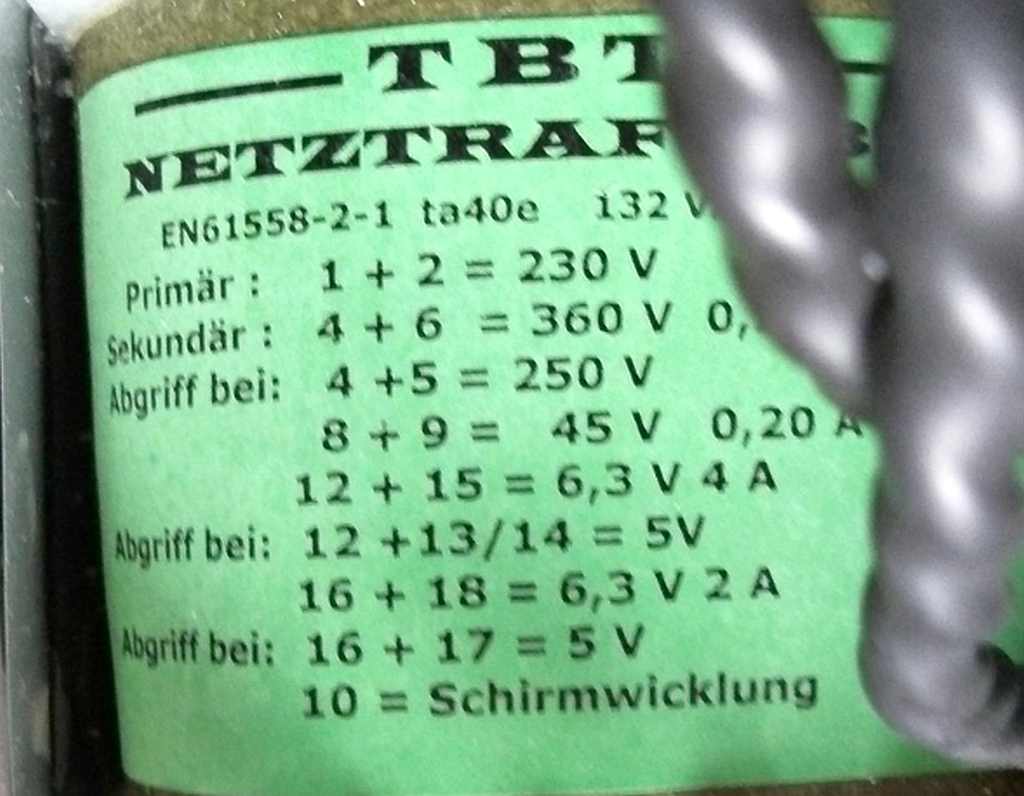 TBT
EN61558-2-1 ta40e i32
Primär : 1 + 2 = 230 V
Sekundär : 4 + 6 = 360 V 0,
Abgriff bei: 4 +5 = 250 V
8 + 9 = 45 V 0,20 A
12 + 15 = 6,3 V 4 A
Abgriff bei: 12 +13/14 = 5V
16 + 18 = 6,3 V 2 A
Abgriff bei: 16 + 17 = 5 V
10 = Schirmwicklung